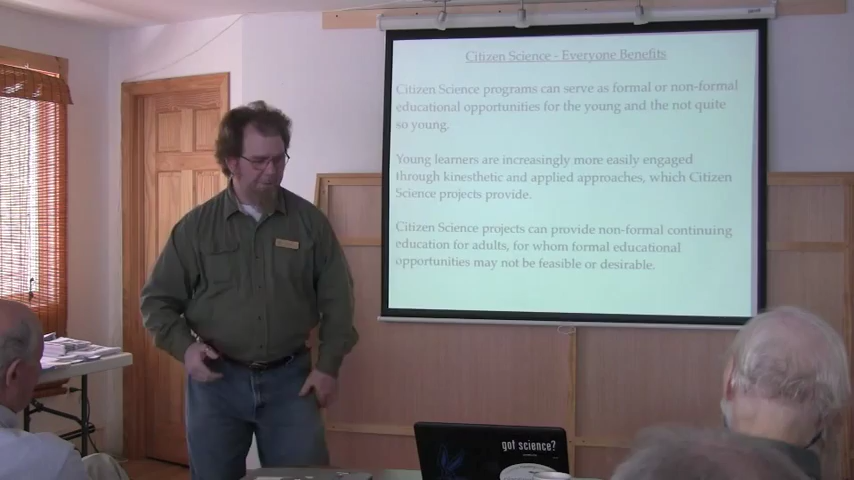 Citizen Science - Everyone Benefits
Citizen Science programs can serve as formal or non-formal
educational opportunities for the young and the not quite
so young.
Young learners are increasingly more easily engaged
through kinesthetic and applied approaches, which Citizen
Science projects provide.
Citizen Science projects can provide non-formal continuing
education for adults, for whom formal educational
opportunities may not be feasible or desirable.
got science?